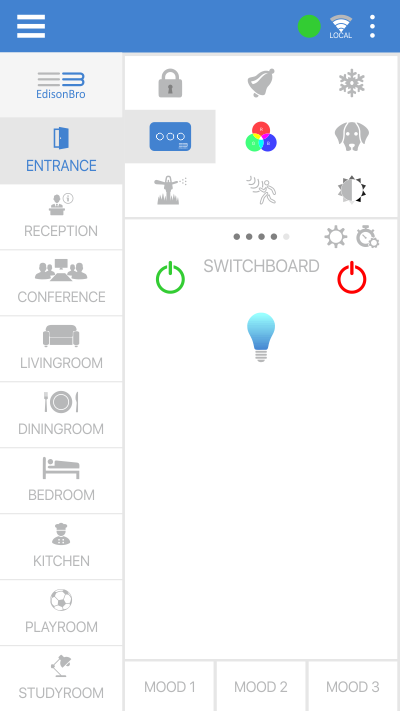 LOCAL
EdisonBro
ENTRANCE
RECEPTION
CONFERENCE
LIVINGROOM
DININGROOM
BEDROOM
KITCHEN
PLAYROOM
STUDYROOM
SWITCHBOARD
MOOD 1
MOOD 2
MOOD 3